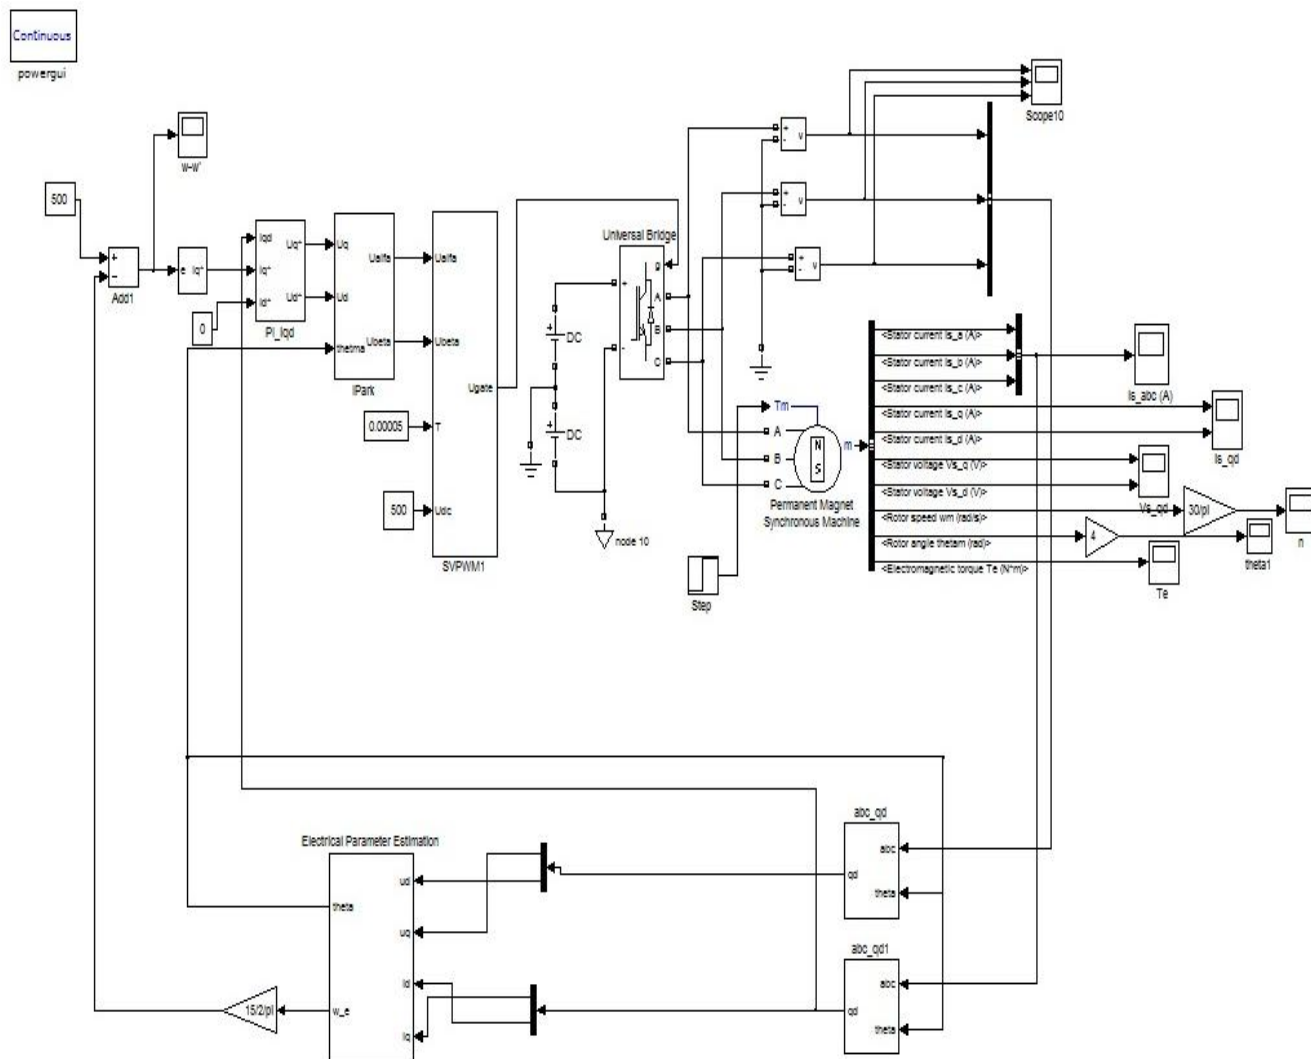 Continuous
powergui
w-w'
500
+
−
Add1
e
iq*
iqd
iq*
id*
Uq*
Ud*
PI_iqd
0
Uq
Ud
thetma
Ualfa
Ubeta
IPark
Ualfa
Ubeta
T
Udc
Ugate
SVPWM1
0.00005
500
DC
DC
node 10
Universal Bridge
g
+
-
A
B
C
+
-
v
+
-
v
+
-
v
Scope10
Step
Tm
A
B
C
N
S
m
Permanent Magnet
Synchronous Machine
<Stator current is_a (A)>
<Stator current is_b (A)>
<Stator current is_c (A)>
<Stator current is_q (A)>
<Stator current is_d (A)>
<Stator voltage Vs_q (V)>
<Stator voltage Vs_d (V)>
<Rotor speed wm (rad/s)>
<Rotor angle thetam (rad)>
<Electromagnetic torque Te (N*m)>
is_abc (A)
is_qd
Vs_qd
30/pi
n
4
theta1
Te
abc_qd
abc
qd
theta
abc_qd1
abc
qd
theta
Electrical Parameter Estimation
ud
theta
uq
id
w_e
iq
15/2/pi